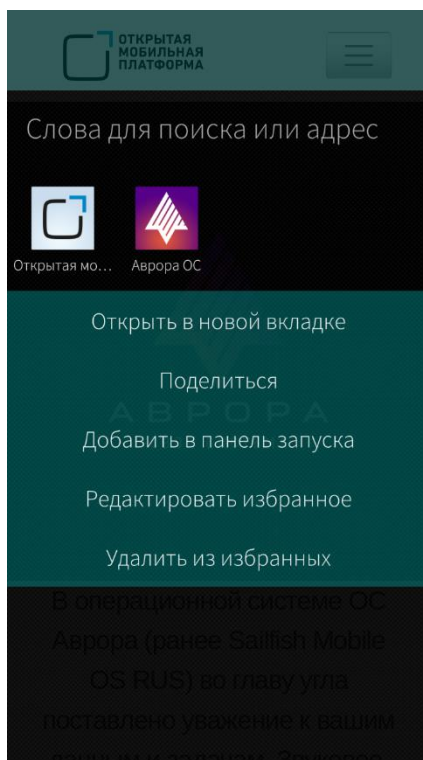 ОТКРЫТАЯ
МОБИЛЬНАЯ
ПЛАТФОРМА
Слова для поиска или адрес
Открытая мо...
Аврора ОС
Открыть в новой вкладке
Поделиться
АВРОРА
Добавить в панель запуска
Редактировать избранное
Удалить из избранных
В операционной системе ОС
Аврора (ранее Sailfish Mobile
OS RUS) во главу угла
поставлено уважение к вашим